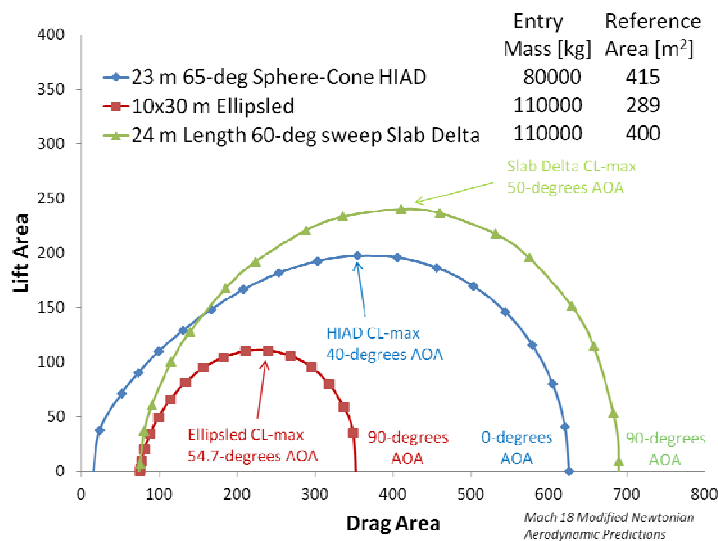 Entry Reference
Mass [kg] Area [m²]
23 m 65-deg Sphere-Cone HIAD 80000 415
10x30 m Ellipsled 110000 289
24 m Length 60-deg sweep Slab Delta 110000 400
Slab Delta CL-max
50-degrees AOA
HIAD CL-max
40-degrees AOA
Ellipsled CL-max
54.7-degrees AOA
90-degrees
AOA
0-degrees
AOA
90-degrees
AOA
Lift Area
400
350
300
250
200
150
100
50
0
0 100 200 300 400 500 600 700 800
Drag Area
Mach 18 Modified Newtonian
Aerodynamic Predictions